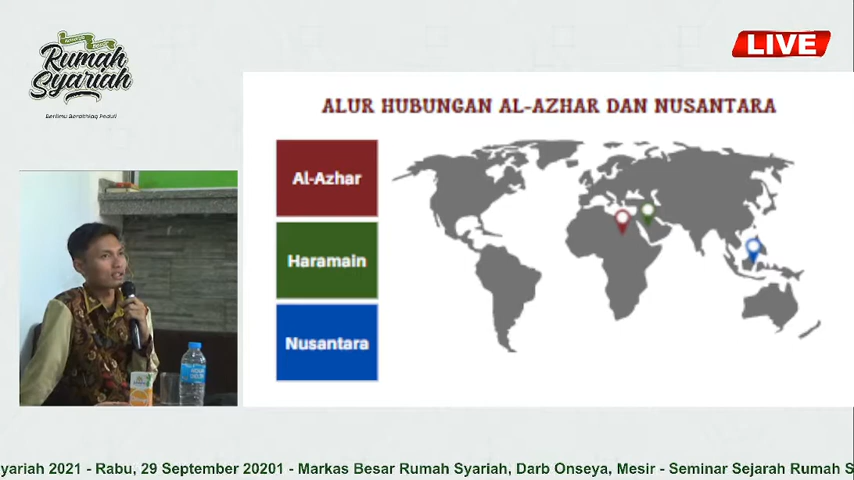 Rumah
Syariah
Berilmu Berakhlaq Peduli
LIVE
ALUR HUBUNGAN AL-AZHAR DAN NUSANTARA
Al-Azhar
Haramain
Nusantara
yariah 2021 - Rabu, 29 September 20201 - Markas Besar Rumah Syariah, Darb Onseya, Mesir - Seminar Sejarah Rumah S